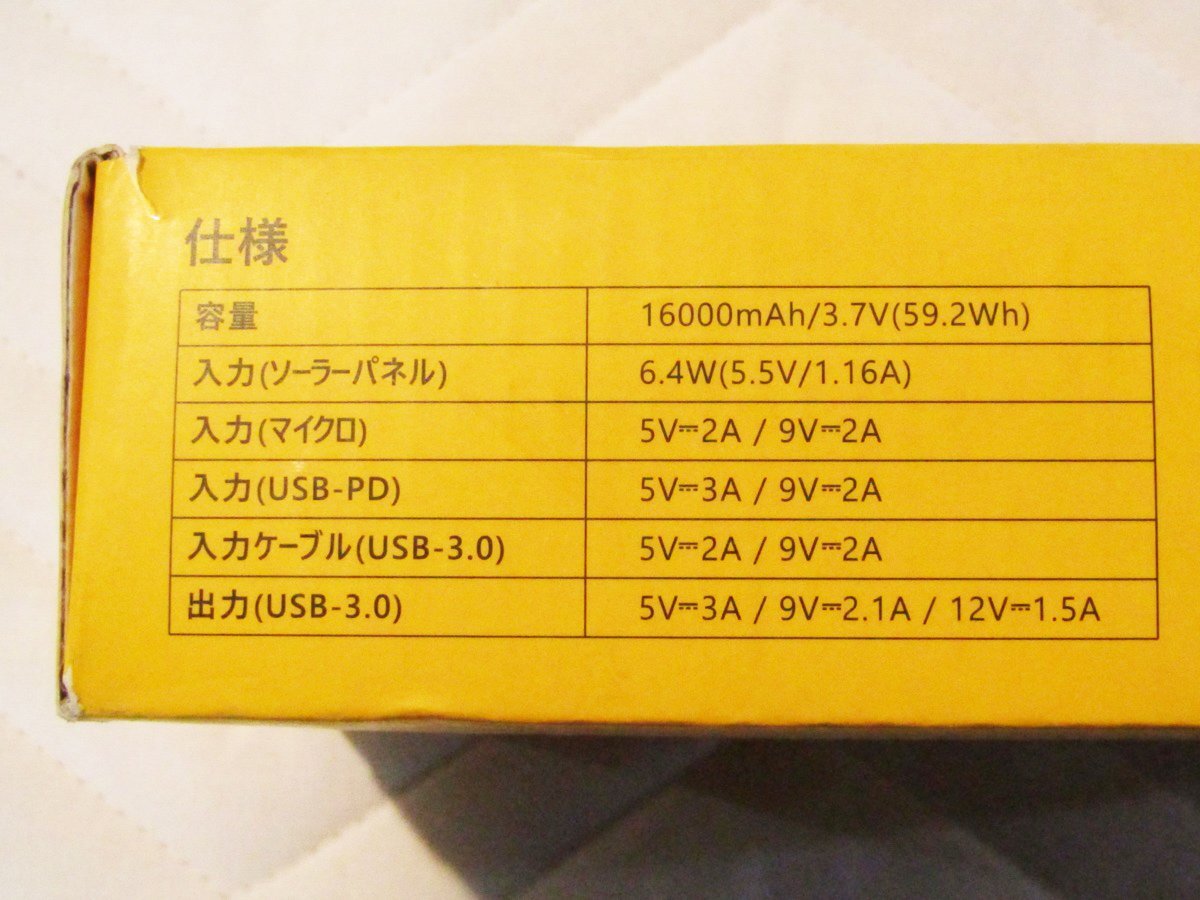 仕様
容量 16000mAh/3.7V(59.2Wh)
入力(ソーラーパネル) 6.4W(5.5V/1.16A)
入力(マイクロ) 5V⎓2A / 9V⎓2A
入力(USB-PD) 5V⎓3A / 9V⎓2A
入力ケーブル(USB-3.0) 5V⎓2A / 9V⎓2A
出力(USB-3.0) 5V⎓3A / 9V⎓2.1A / 12V⎓1.5A